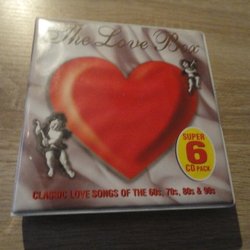 The Love Box
SUPER
6
CD PACK
CLASSIC LOVE SONGS OF THE 60s, 70s, 80s & 90s